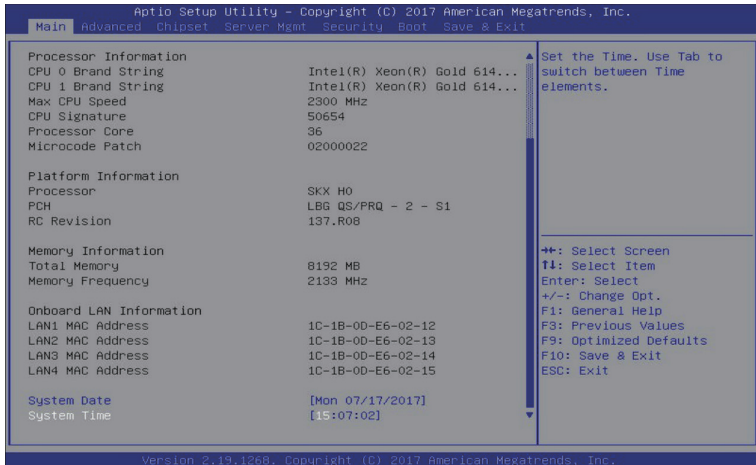 Aptio Setup Utility – Copyright (C) 2017 American Megatrends, Inc.
Main Advanced Chipset Server Mgmt Security Boot Save & Exit
Processor Information
CPU 0 Brand String Intel(R) Xeon(R) Gold 614...
CPU 1 Brand String Intel(R) Xeon(R) Gold 614...
Max CPU Speed 2300 MHz
CPU Signature 50654
Processor Core 36
Microcode Patch 02000022
Platform Information
Processor SKX H0
PCH LBG QS/PRQ - 2 - S1
RC Revision 137.R08
Memory Information
Total Memory 8192 MB
Memory Frequency 2133 MHz
Onboard LAN Information
LAN1 MAC Address 1C-1B-0D-E6-02-12
LAN2 MAC Address 1C-1B-0D-E6-02-13
LAN3 MAC Address 1C-1B-0D-E6-02-14
LAN4 MAC Address 1C-1B-0D-E6-02-15
System Date [Mon 07/17/2017]
System Time [15:07:02]
Set the Time. Use Tab to
switch between Time
elements.
→←: Select Screen
↑↓: Select Item
Enter: Select
+/-: Change Opt.
F1: General Help
F3: Previous Values
F9: Optimized Defaults
F10: Save & Exit
ESC: Exit
Version 2.19.1268. Copyright (C) 2017 American Megatrends, Inc.